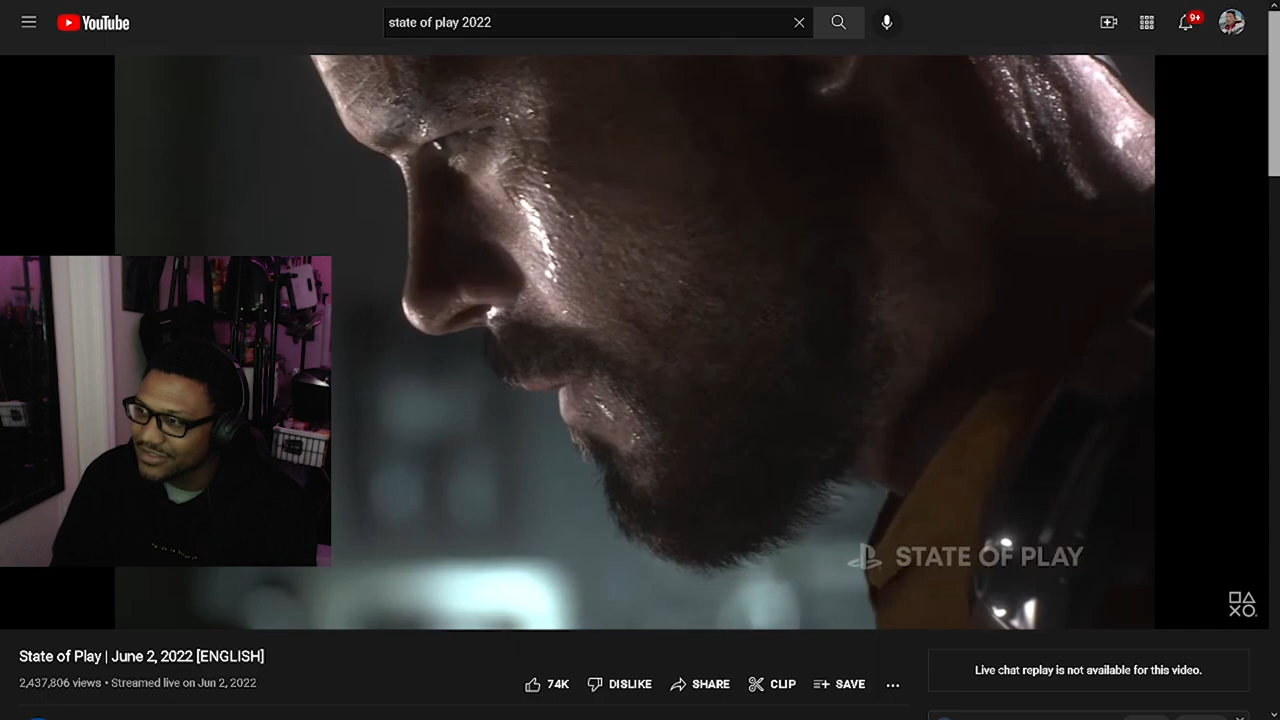 YouTube
state of play 2022
9+
STATE OF PLAY
State of Play | June 2, 2022 [ENGLISH]
2,437,806 views • Streamed live on Jun 2, 2022
74K
DISLIKE
SHARE
CLIP
SAVE
Live chat replay is not available for this video.